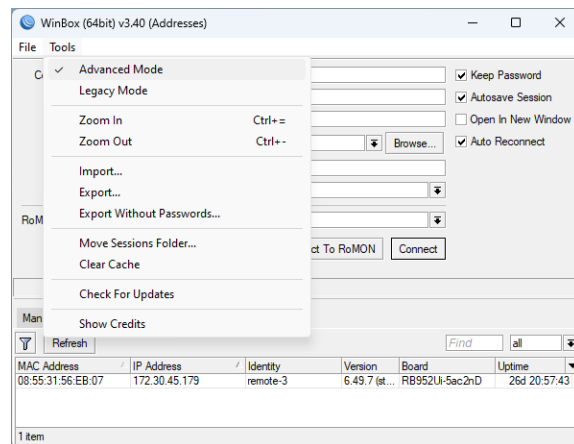 WinBox (64bit) v3.40 (Addresses)
File Tools
Advanced Mode
Legacy Mode
Zoom In Ctrl+=
Zoom Out Ctrl+-
Import...
Export...
Export Without Passwords...
Move Sessions Folder...
Clear Cache
Check For Updates
Show Credits
Keep Password
Autosave Session
Open In New Window
Browse... Auto Reconnect
RoM
ct To RoMON Connect
Man
Refresh Find all
MAC Address IP Address Identity Version Board Uptime
08:55:31:56:EB:07 172.30.45.179 remote-3 6.49.7 (st... RB952Ui-5ac2nD 26d 20:57:43
1 item